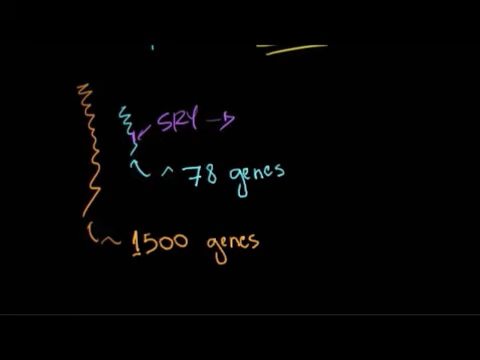 SRY →
~ 78 genes
~ 1500 genes